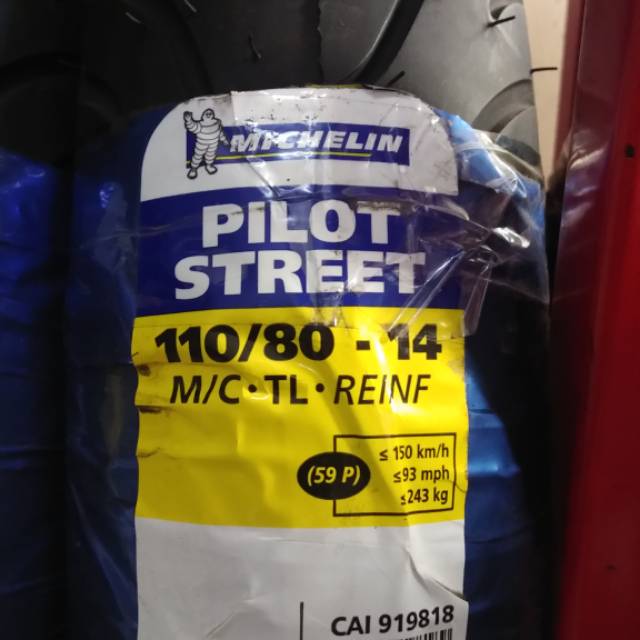 MICHELIN
PILOT
STREET
110/80 - 14
M/C • TL • REINF
(59 P)
≤ 150 km/h
≤93 mph
≤243 kg
CAI 919818